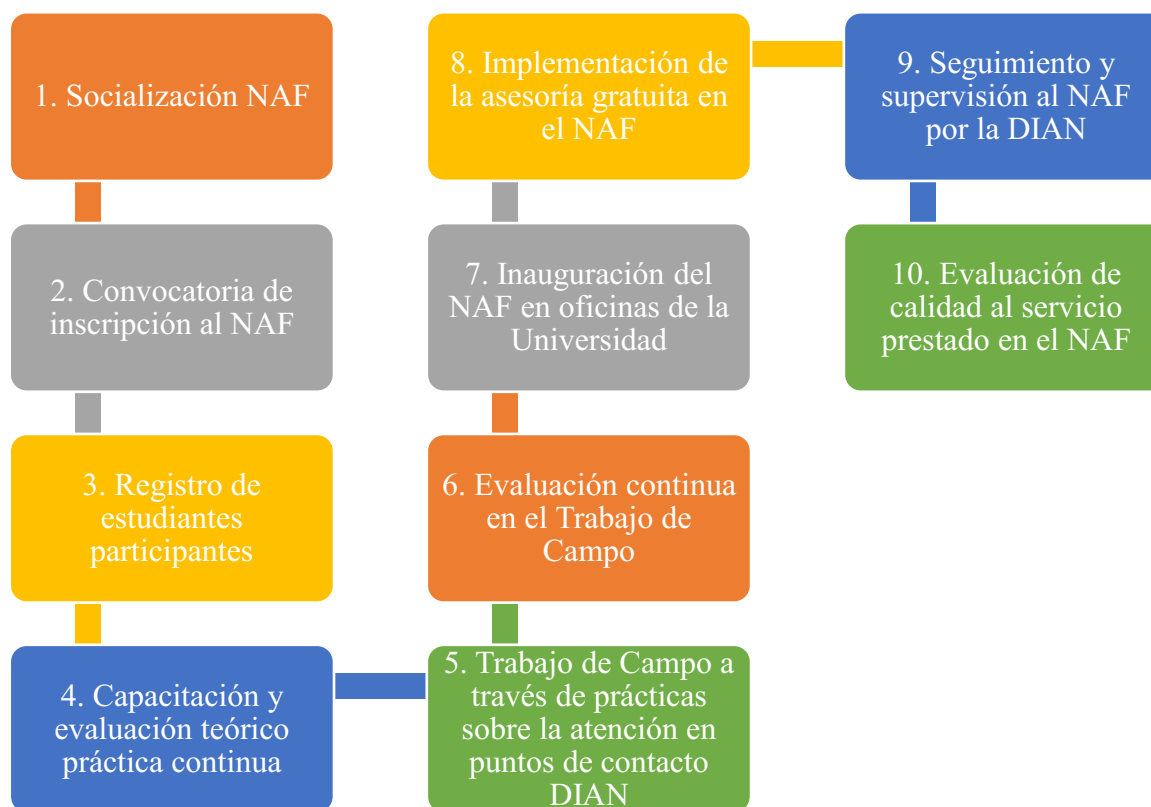 1. Socialización NAF
2. Convocatoria de
inscripción al NAF
3. Registro de
estudiantes
participantes
4. Capacitación y
evaluación teórico
práctica continua
5. Trabajo de Campo a
través de prácticas
sobre la atención en
puntos de contacto
DIAN
6. Evaluación continua
en el Trabajo de
Campo
7. Inauguración del
NAF en oficinas de la
Universidad
8. Implementación de
la asesoría gratuita en
el NAF
9. Seguimiento y
supervisión al NAF
por la DIAN
10. Evaluación de
calidad al servicio
prestado en el NAF